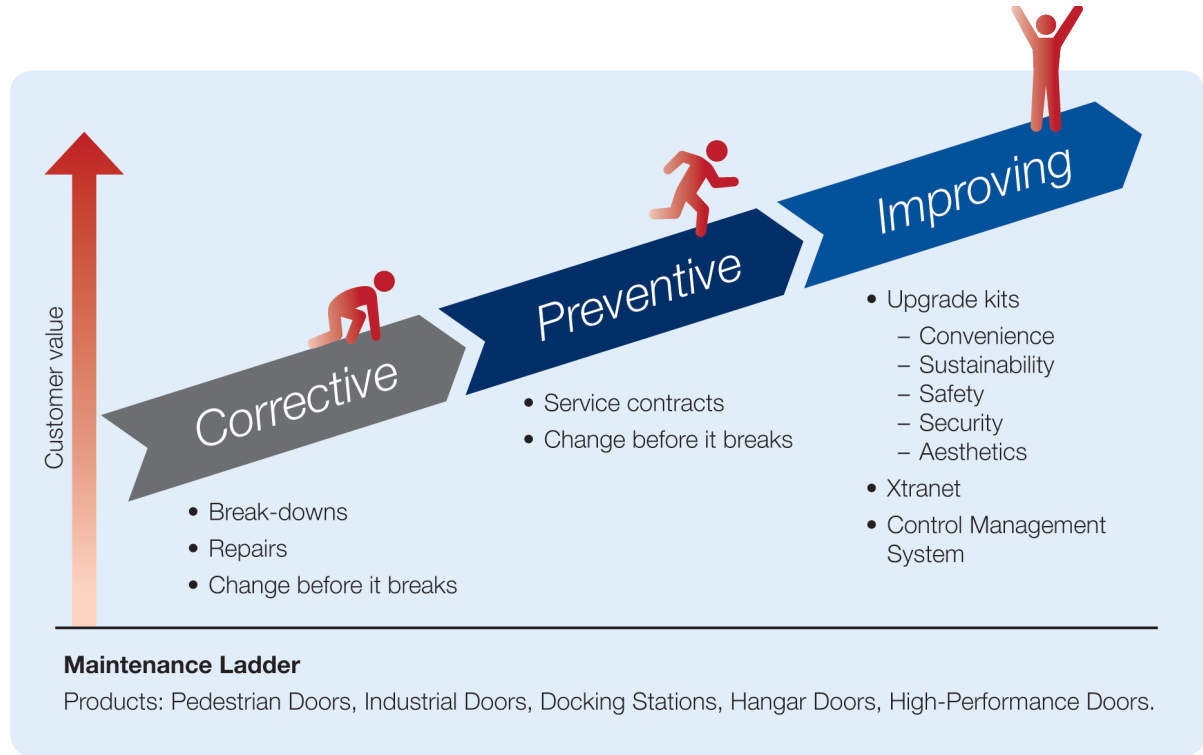 Customer value
Corrective
• Break-downs
• Repairs
• Change before it breaks
Preventive
• Service contracts
• Change before it breaks
Improving
• Upgrade kits
– Convenience
– Sustainability
– Safety
– Security
– Aesthetics
• Xtranet
• Control Management
System
Maintenance Ladder
Products: Pedestrian Doors, Industrial Doors, Docking Stations, Hangar Doors, High-Performance Doors.